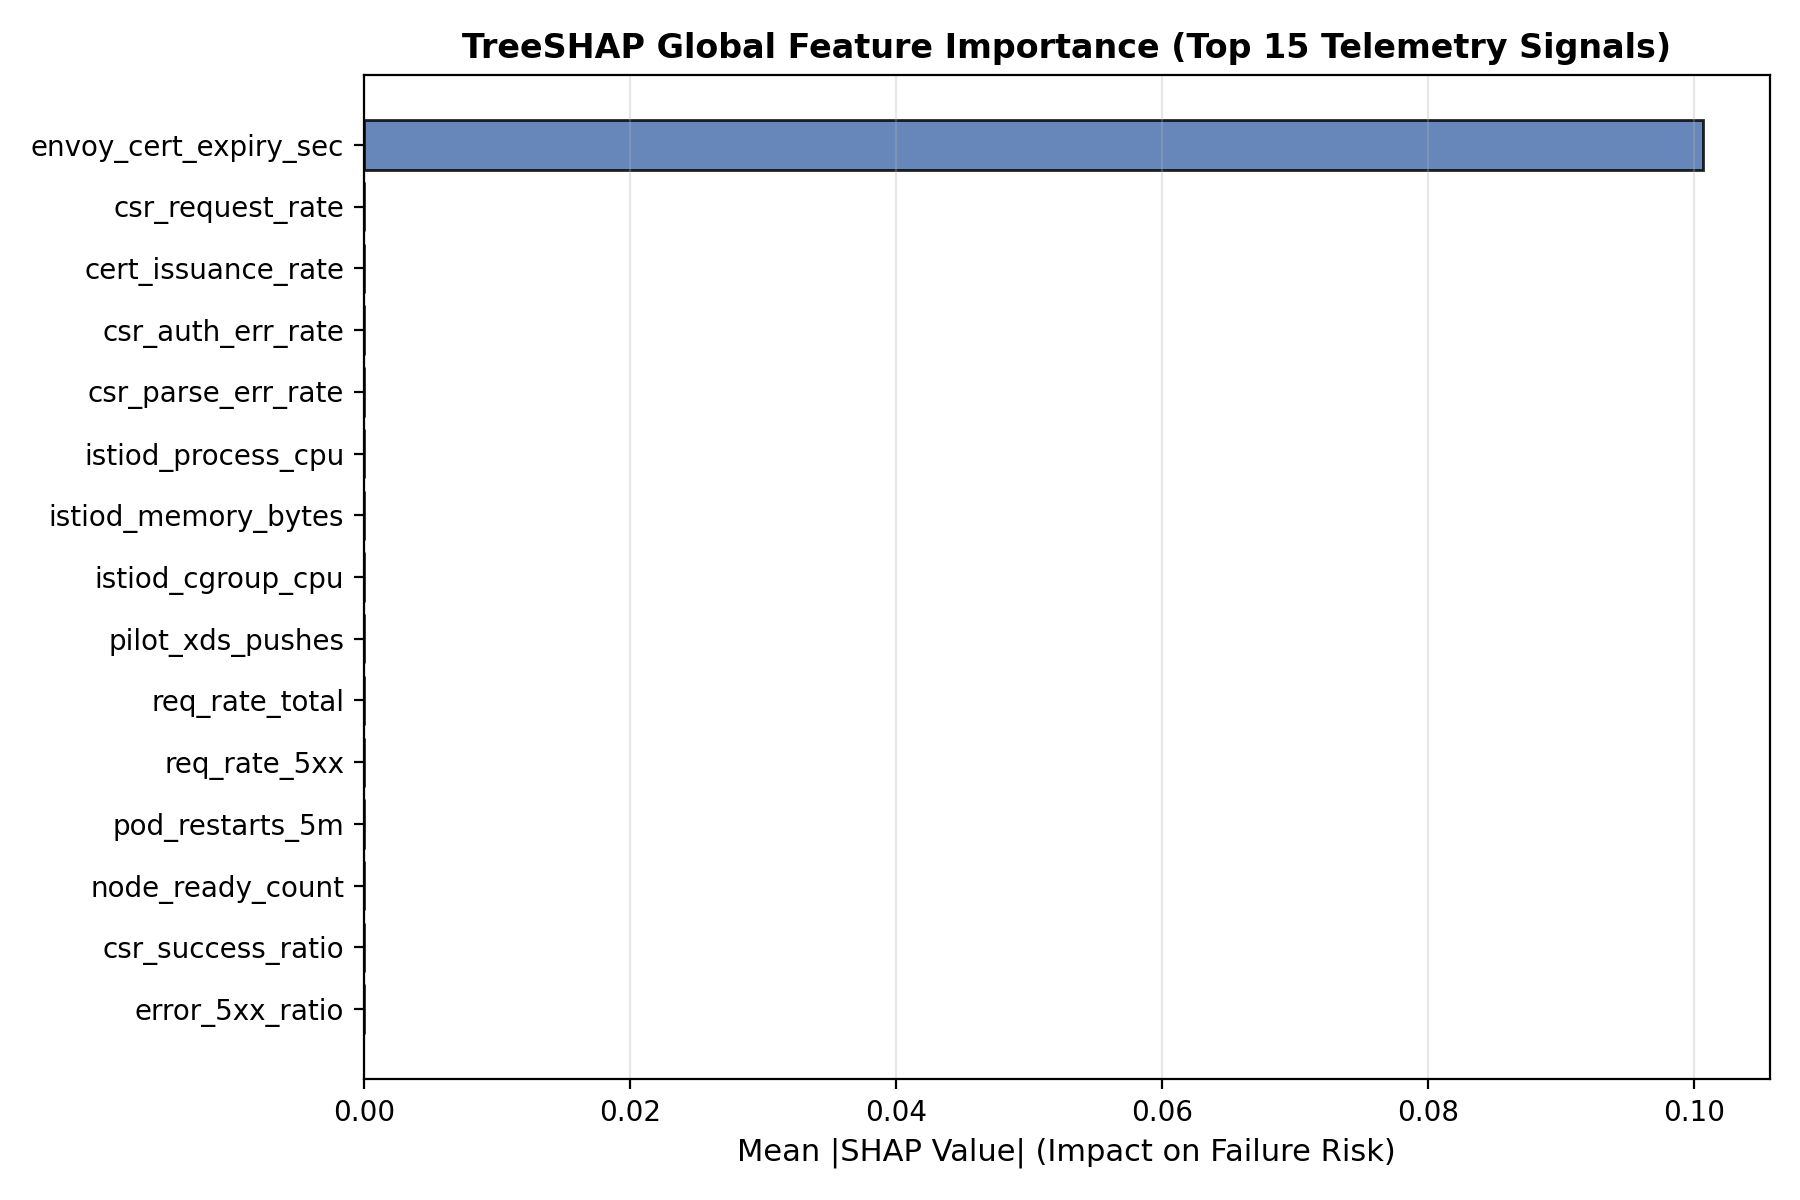 TreeSHAP Global Feature Importance (Top 15 Telemetry Signals)
envoy_cert_expiry_sec
csr_request_rate
cert_issuance_rate
csr_auth_err_rate
csr_parse_err_rate
istiod_process_cpu
istiod_memory_bytes
istiod_cgroup_cpu
pilot_xds_pushes
req_rate_total
req_rate_5xx
pod_restarts_5m
node_ready_count
csr_success_ratio
error_5xx_ratio
0.00 0.02 0.04 0.06 0.08 0.10
Mean |SHAP Value| (Impact on Failure Risk)